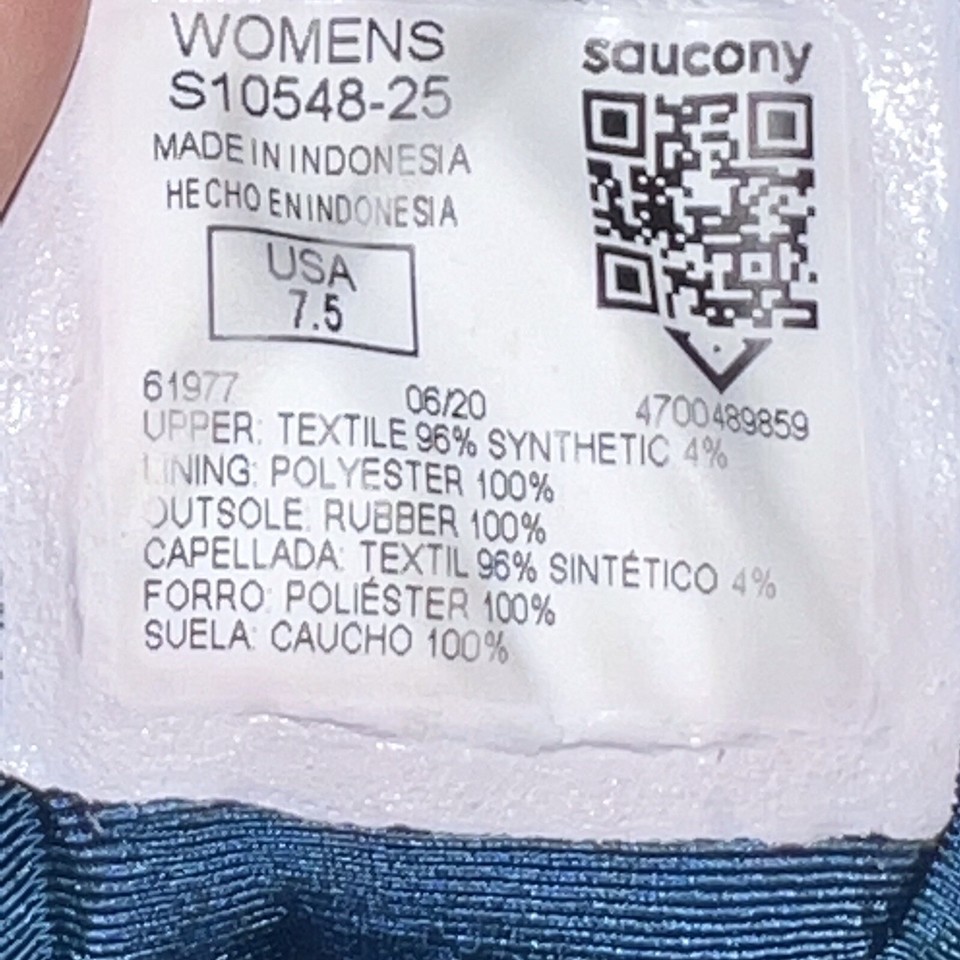 WOMENS
S10548-25
MADE IN INDONESIA
HECHO EN INDONESIA
USA
7.5
saucony
61977 06/20 4700489859
UPPER: TEXTILE 96% SYNTHETIC 4%
LINING: POLYESTER 100%
OUTSOLE: RUBBER 100%
CAPELLADA: TEXTIL 96% SINTÉTICO 4%
FORRO: POLIÉSTER 100%
SUELA: CAUCHO 100%